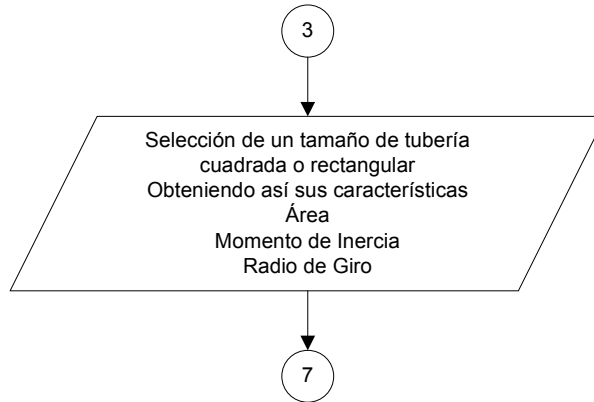 3
Selección de un tamaño de tubería
cuadrada o rectangular
Obteniendo así sus características
Área
Momento de Inercia
Radio de Giro
7